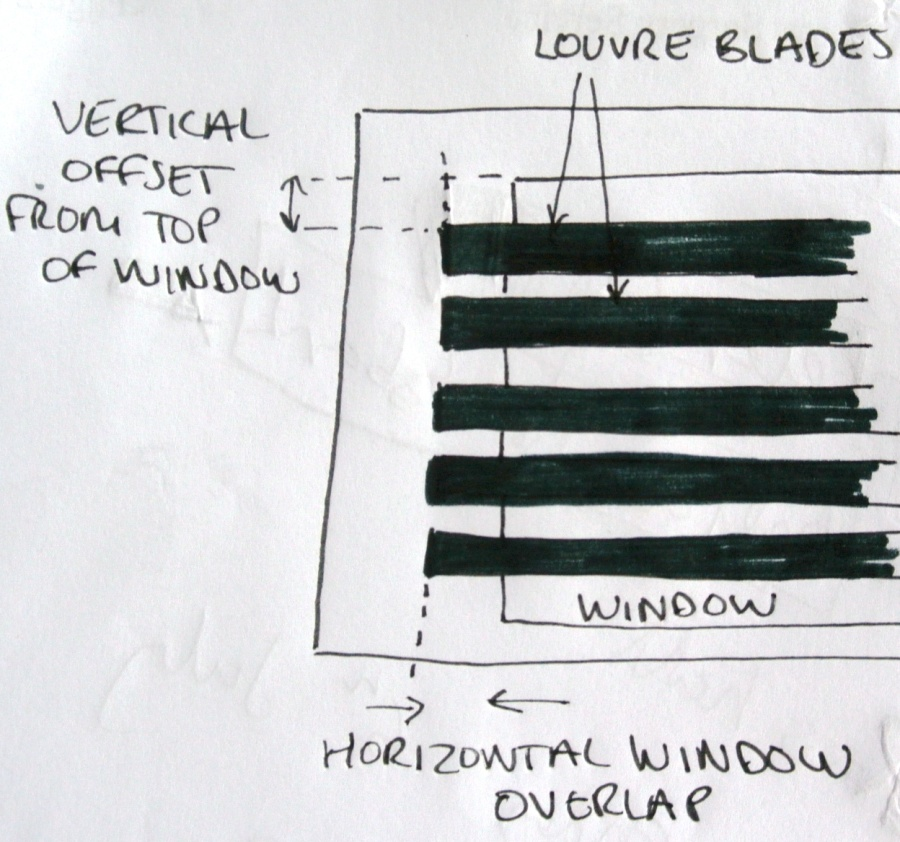 LOUVRE BLADES
VERTICAL
OFFSET
FROM TOP
OF WINDOW
WINDOW
HORIZONTAL WINDOW
OVERLAP